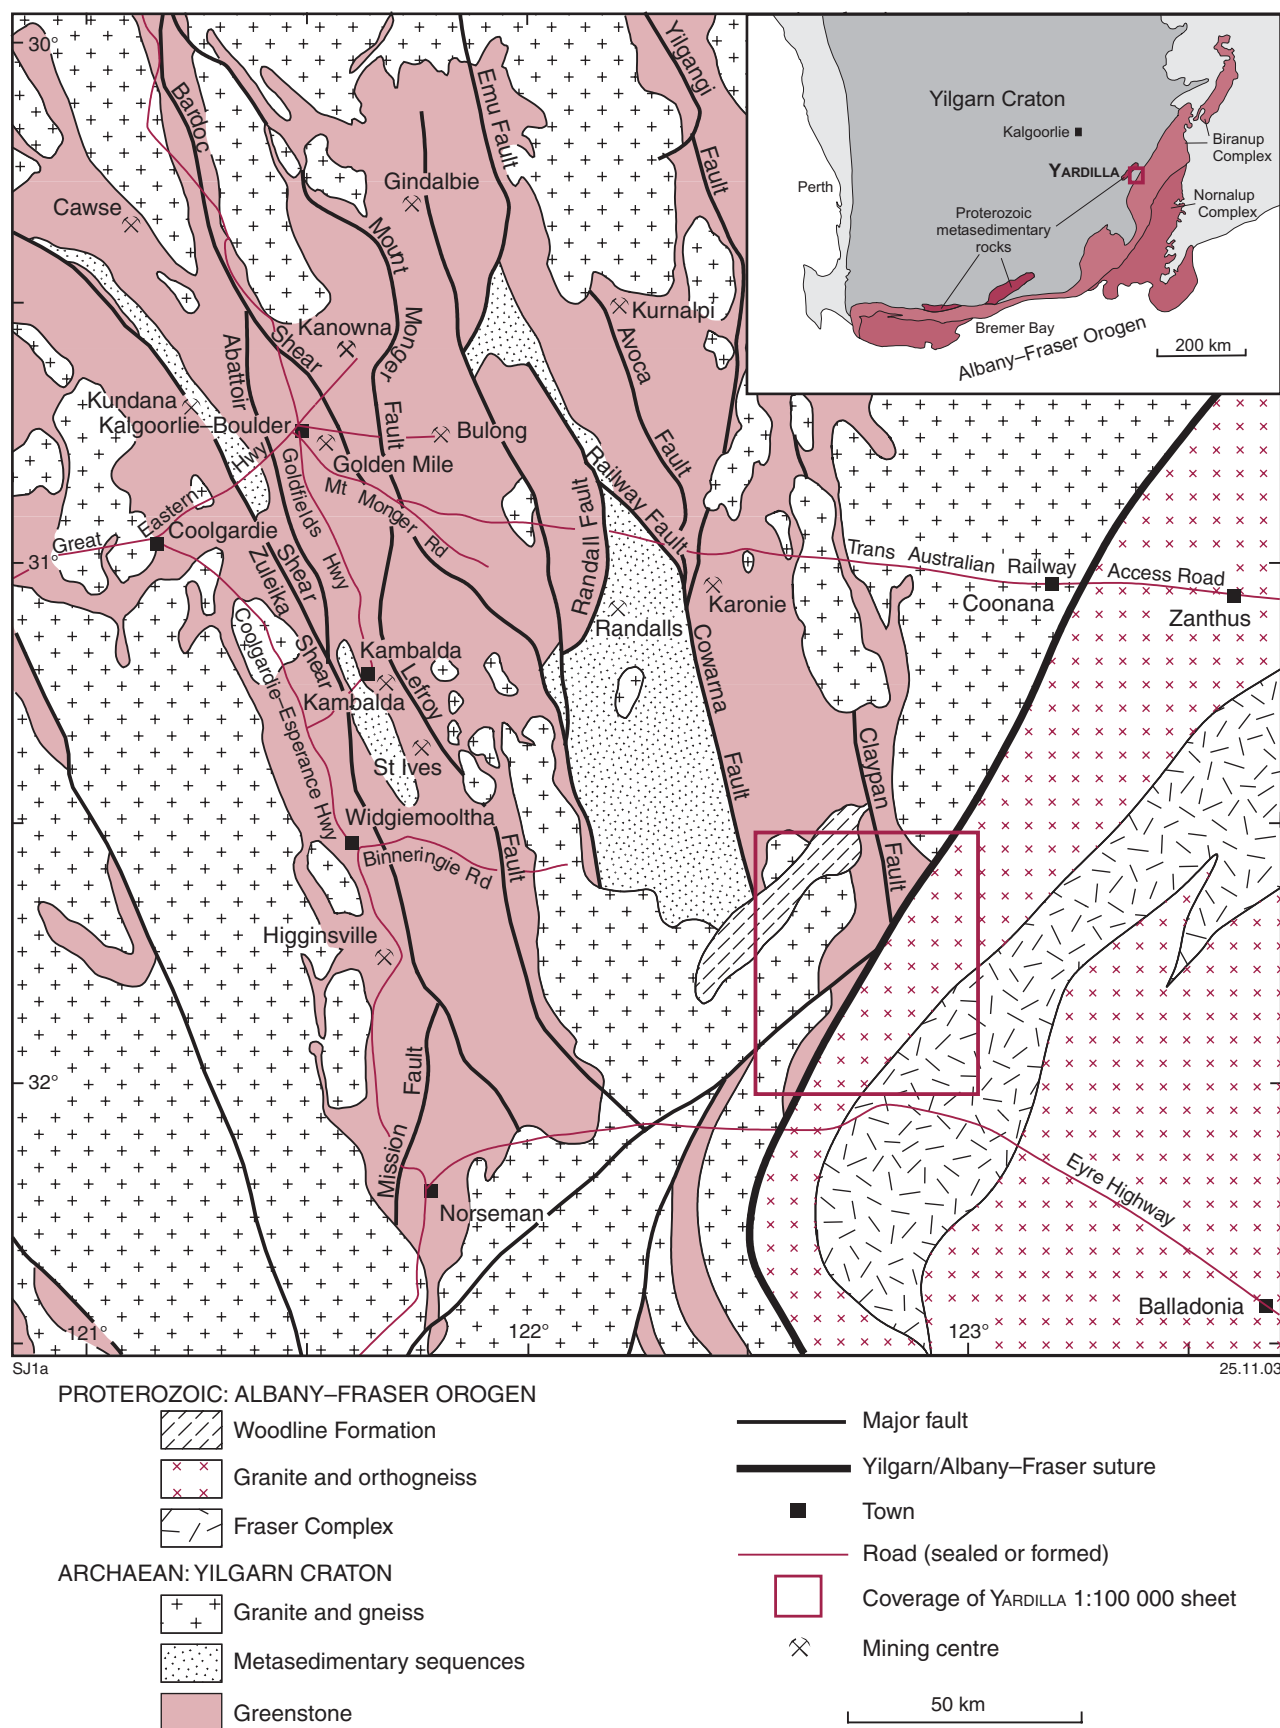 30°
31°
32°
121°
122°
123°
Bardoc
Shear
Emu Fault
Yilgangi
Fault
Gindalbie
Cawse
Mount
Monger
Fault
Kanowna
Kurnalpi
Avoca
Fault
Abattoir
Shear
Kundana
Kalgoorlie–Boulder
Bulong
Golden Mile
Goldfields
Hwy
Mt Monger Rd
Railway Fault
Randall Fault
Great Eastern Hwy
Coolgardie
Zuleika
Shear
Trans Australian Railway Access Road
Coonana
Zanthus
Karonie
Randalls
Cowarna
Fault
Coolgardie–Esperance Hwy
Kambalda
Kambalda
Lefroy
Fault
St Ives
Claypan
Fault
Widgiemooltha
Binneringie Rd
Higginsville
Mission
Fault
Norseman
Eyre Highway
Balladonia
Yilgarn Craton
Kalgoorlie
YARDILLA
Perth
Biranup
Complex
Nornalup
Complex
Proterozoic
metasedimentary
rocks
Bremer Bay
Albany–Fraser Orogen
200 km
SJ1a
25.11.03
PROTEROZOIC: ALBANY–FRASER OROGEN
Woodline Formation
Granite and orthogneiss
Fraser Complex
ARCHAEAN: YILGARN CRATON
Granite and gneiss
Metasedimentary sequences
Greenstone
Major fault
Yilgarn/Albany–Fraser suture
Town
Road (sealed or formed)
Coverage of YARDILLA 1:100 000 sheet
Mining centre
50 km